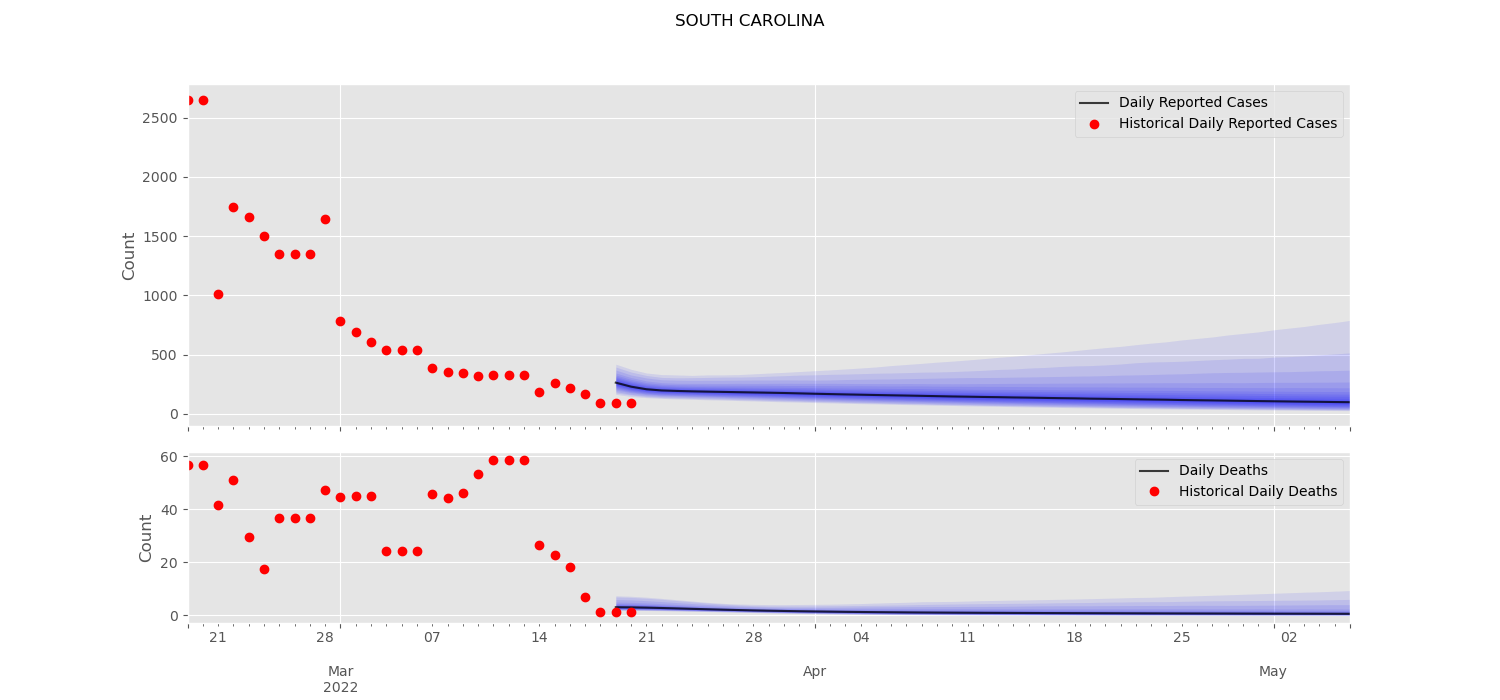 SOUTH CAROLINA
Daily Reported Cases
Historical Daily Reported Cases
2500
2000
1500
1000
500
0
Count
Daily Deaths
Historical Daily Deaths
60
40
20
0
Count
21 28 07 14 21 28 04 11 18 25 02
Mar Apr May
2022